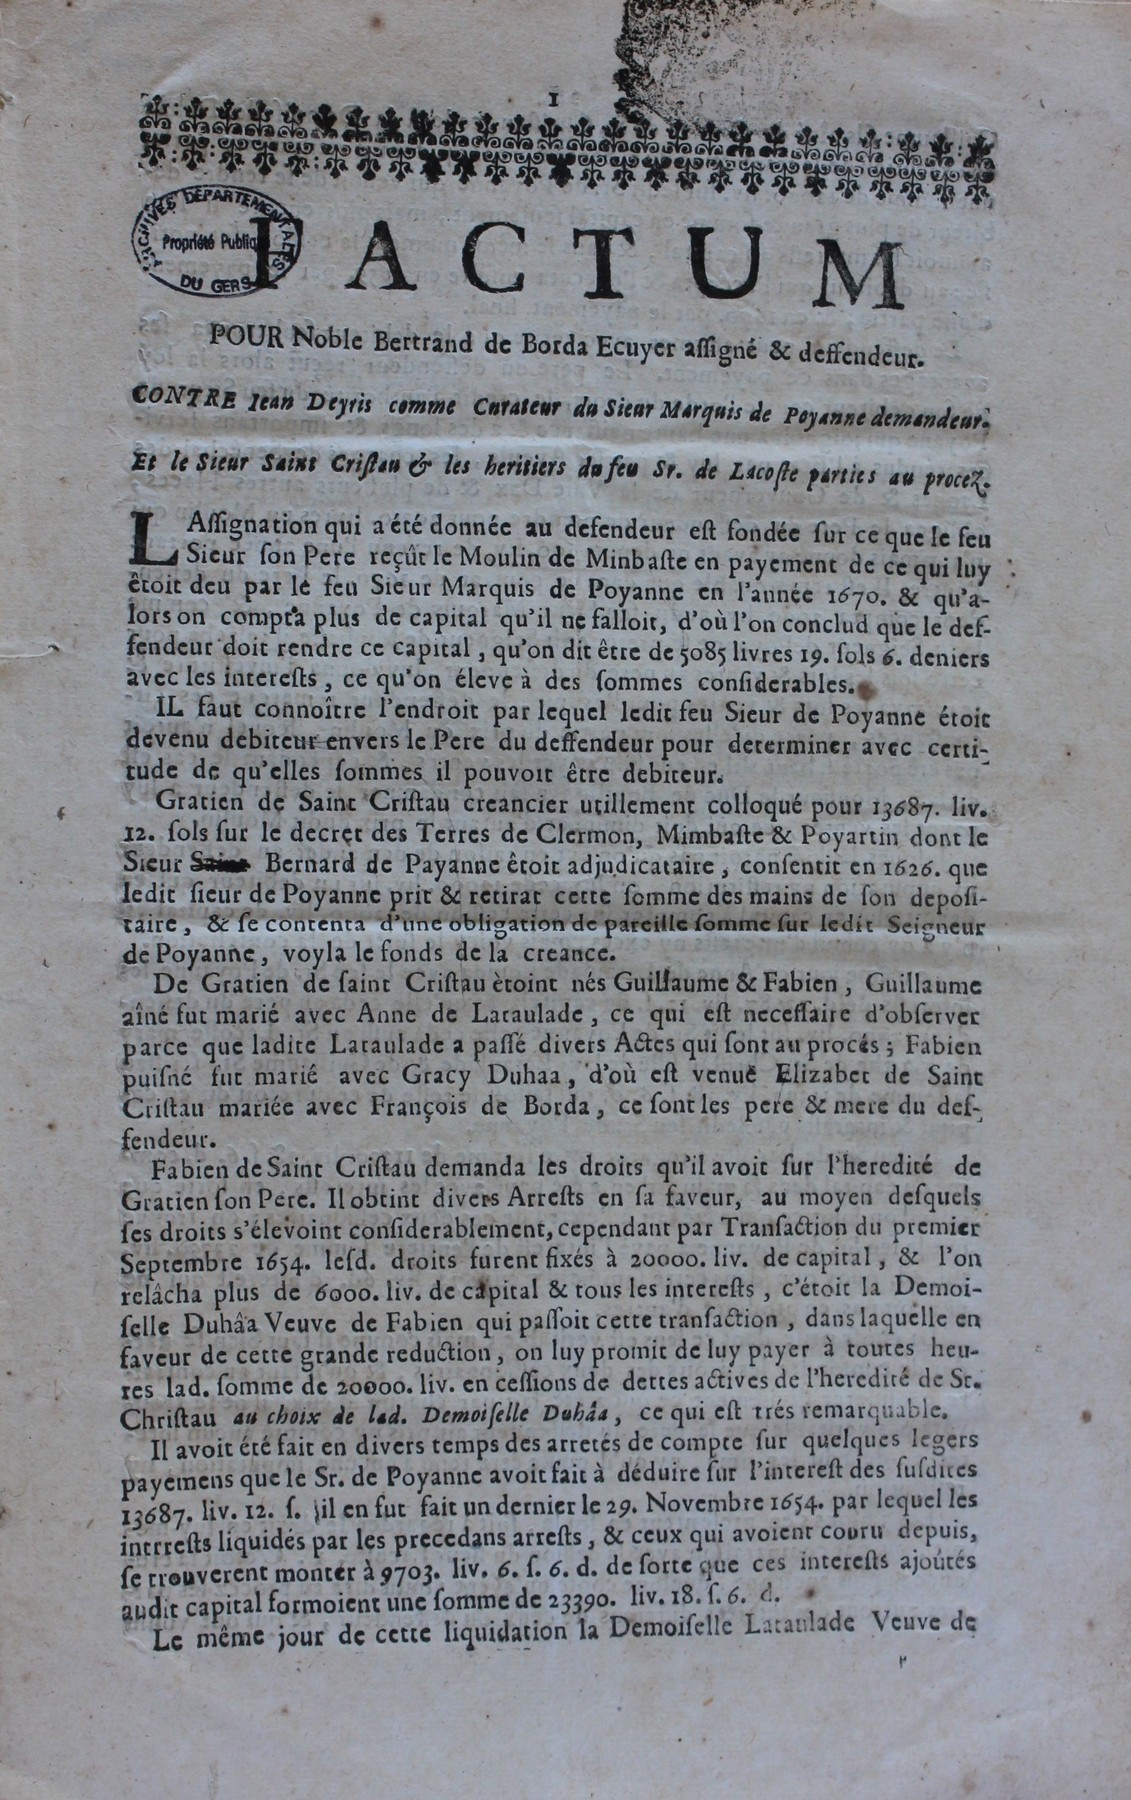 1
ARCHIVES DÉPARTEMENTALES
Propriété Publique
DU GERS
FACTUM
POUR Noble Bertrand de Borda Ecuyer aſſigné & deffendeur.
CONTRE Jean Deyris comme Curateur du Sieur Marquis de Poyanne demandeur.
Et le Sieur Saint Criſtau & les heritiers du feu Sr. de Lacoſte parties au procez.
LAſſignation qui a été donnée au defendeur eſt fondée ſur ce que le feu
Sieur ſon Pere reçût le Moulin de Minbaſte en payement de ce qui luy
êtoit deu par le feu Sieur Marquis de Poyanne en l'année 1670. & qu'a-
lors on compta plus de capital qu'il ne falloit, d'où l'on conclud que le def-
fendeur doit rendre ce capital, qu'on dit être de 5085 livres 19. ſols 6. deniers
avec les intereſts, ce qu'on éleve à des ſommes conſiderables.
IL faut connoître l'endroit par lequel ledit feu Sieur de Poyanne étoit
devenu debiteur envers le Pere du deffendeur pour determiner avec certi-
tude de qu'elles ſommes il pouvoit être debiteur.
Gratien de Saint Criſtau creancier utillement colloqué pour 13687. liv.
12. ſols ſur le decret des Terres de Clermon, Mimbaſte & Poyartin dont le
Sieur Saint Bernard de Payanne êtoit adjudicataire, conſentit en 1626. que
ledit ſieur de Poyanne prit & retirat cette ſomme des mains de ſon depoſi-
taire, & ſe contenta d'une obligation de pareille ſomme ſur ledit Seigneur
de Poyanne, voyla le fonds de la creance.
De Gratien de ſaint Criſtau ètoint nés Guillaume & Fabien, Guillaume
aîné fut marié avec Anne de Lataulade, ce qui eſt neceſſaire d'obſerver
parce que ladite Lataulade a paſſé divers Actes qui ſont au procés; Fabien
puiſné fut marié avec Gracy Duhaa, d'où eſt venuë Elizabet de Saint
Criſtau mariée avec François de Borda, ce ſont les pere & mere du def-
fendeur.
Fabien de Saint Criſtau demanda les droits qu'il avoit ſur l'heredité de
Gratien ſon Pere. Il obtint divers Arreſts en ſa faveur, au moyen deſquels
ſes droits s'élevoint conſiderablement, cependant par Tranſaction du premier
Septembre 1654. leſd. droits furent fixés à 20000. liv. de capital, & l'on
relâcha plus de 6000. liv. de capital & tous les intereſts, c'étoit la Demoi-
ſelle Duhâa Veuve de Fabien qui paſſoit cette tranſaction, dans laquelle en
faveur de cette grande reduction, on luy promit de luy payer à toutes heu-
res lad. ſomme de 20000. liv. en ceſſions de dettes actives de l'heredité de St.
Chriſtau au choix de lad. Demoiſelle Duhâa, ce qui eſt trés remarquable.
Il avoit été fait en divers temps des arretés de compte ſur quelques legers
payemens que le Sr. de Poyanne avoit fait à déduire ſur l'intereſt des ſuſdites
13687. liv. 12. ſ. il en fut fait un dernier le 29. Novembre 1654. par lequel les
intrreſts liquidés par les precedans arreſts, & ceux qui avoient couru depuis,
ſe trouverent monter à 9703. liv. 6. ſ. 6. d. de ſorte que ces intereſts ajoûtés
audit capital formoient une ſomme de 23390. liv. 18. ſ. 6. d.
Le même jour de cette liquidation la Demoiſelle Lataulade Veuve de